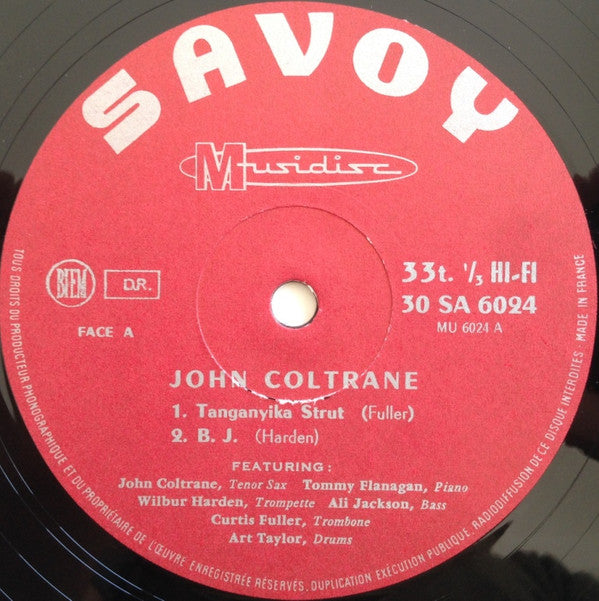 SAVOY
Musidisc
BIEM
D.R.
FACE A
33t. 1/3 HI-FI
30 SA 6024
MU 6024 A
JOHN COLTRANE
1. Tanganyika Strut (Fuller)
2. B. J. (Harden)
FEATURING :
John Coltrane, Tenor Sax Tommy Flanagan, Piano
Wilbur Harden, Trompette Ali Jackson, Bass
Curtis Fuller, Trombone
Art Taylor, Drums
TOUS DROITS DU PRODUCTEUR PHONOGRAPHIQUE ET DU PROPRIÉTAIRE DE L'ŒUVRE ENREGISTRÉE RÉSERVÉS. DUPLICATION EXÉCUTION PUBLIQUE, RADIODIFFUSION DE CE DISQUE INTERDITES. MADE IN FRANCE